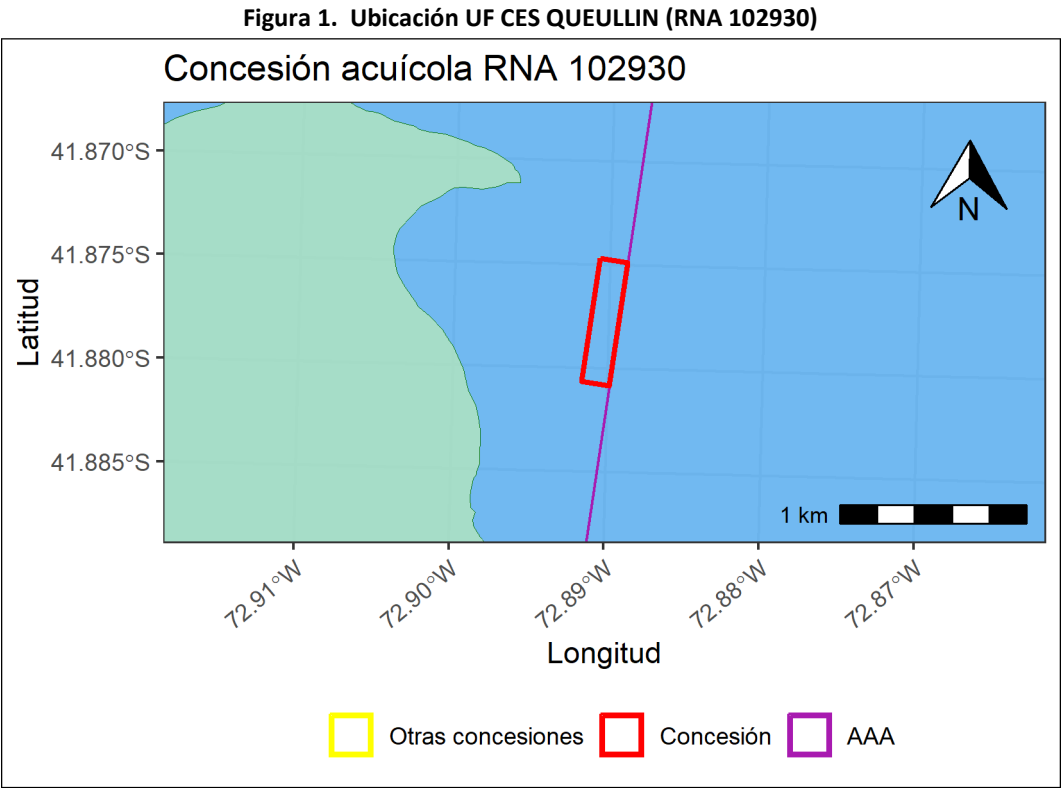 Figura 1. Ubicación UF CES QUEULLIN (RNA 102930)
Concesión acuícola RNA 102930
41.870°S
41.875°S
41.880°S
41.885°S
Latitud
N
1 km
72.91°W
72.90°W
72.89°W
72.88°W
72.87°W
Longitud
Otras concesiones
Concesión
AAA